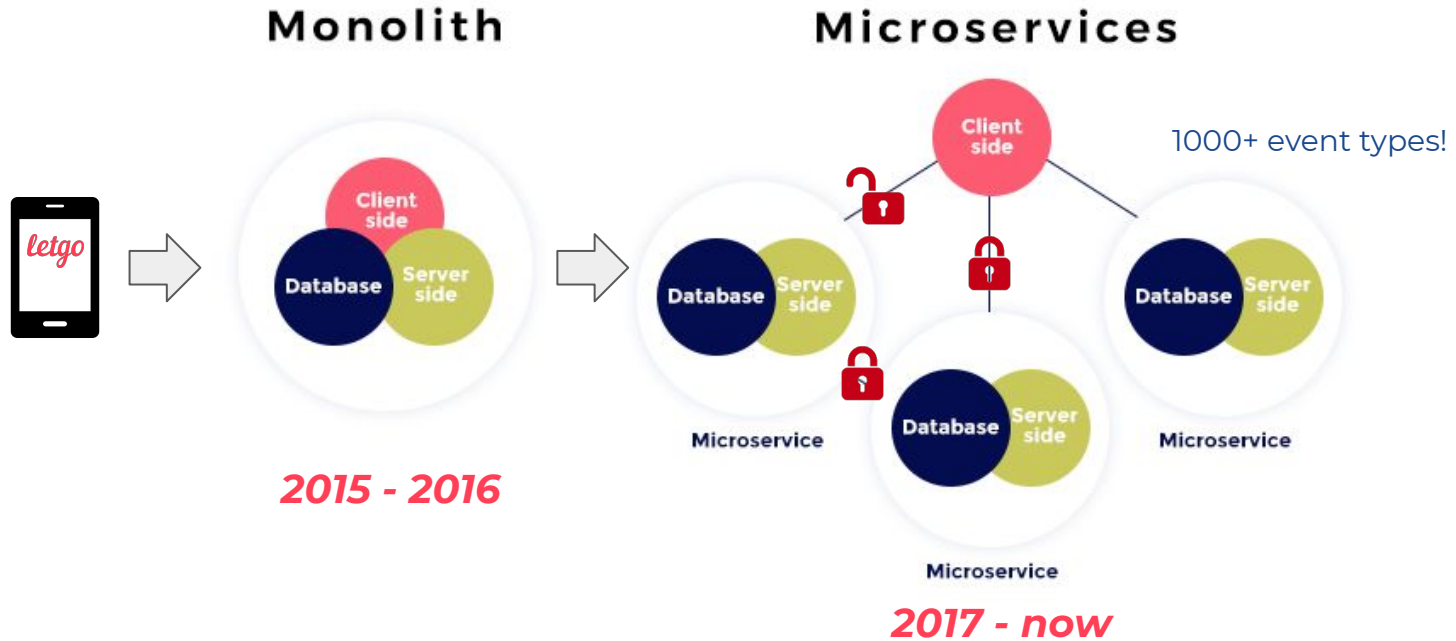 Monolith
Microservices
1000+ event types!
letgo
Client
side
Database
Server
side
Client
side
Database
Server
side
Microservice
Database
Server
side
Microservice
Database
Server
side
Microservice
2015 - 2016
2017 - now